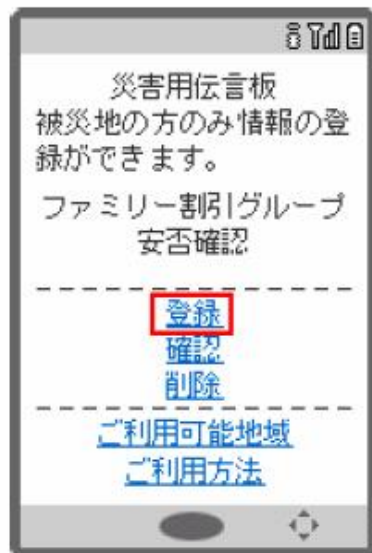 災害用伝言板
被災地の方のみ情報の登
録ができます。
ファミリー割引グループ
安否確認
登録
確認
削除
ご利用可能地域
ご利用方法